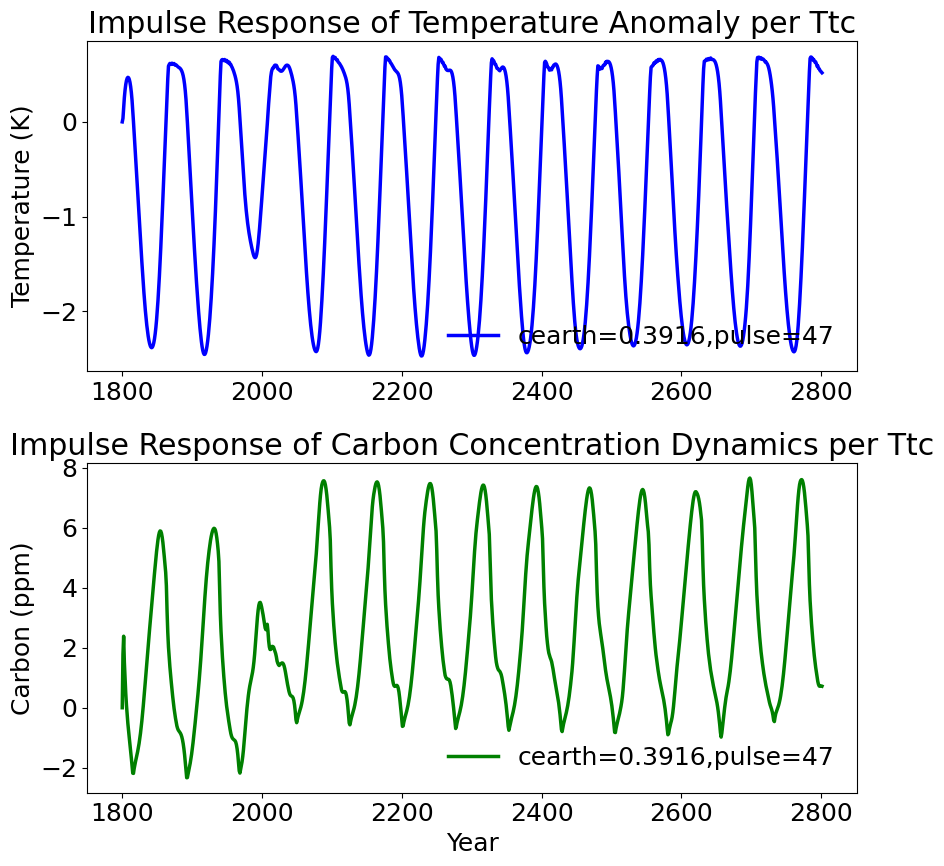 Impulse Response of Temperature Anomaly per Ttc
Temperature (K)
0
−1
−2
cearth=0.3916,pulse=47
1800 2000 2200 2400 2600 2800
Impulse Response of Carbon Concentration Dynamics per Ttc
Carbon (ppm)
8
6
4
2
0
−2
cearth=0.3916,pulse=47
1800 2000 2200 2400 2600 2800
Year